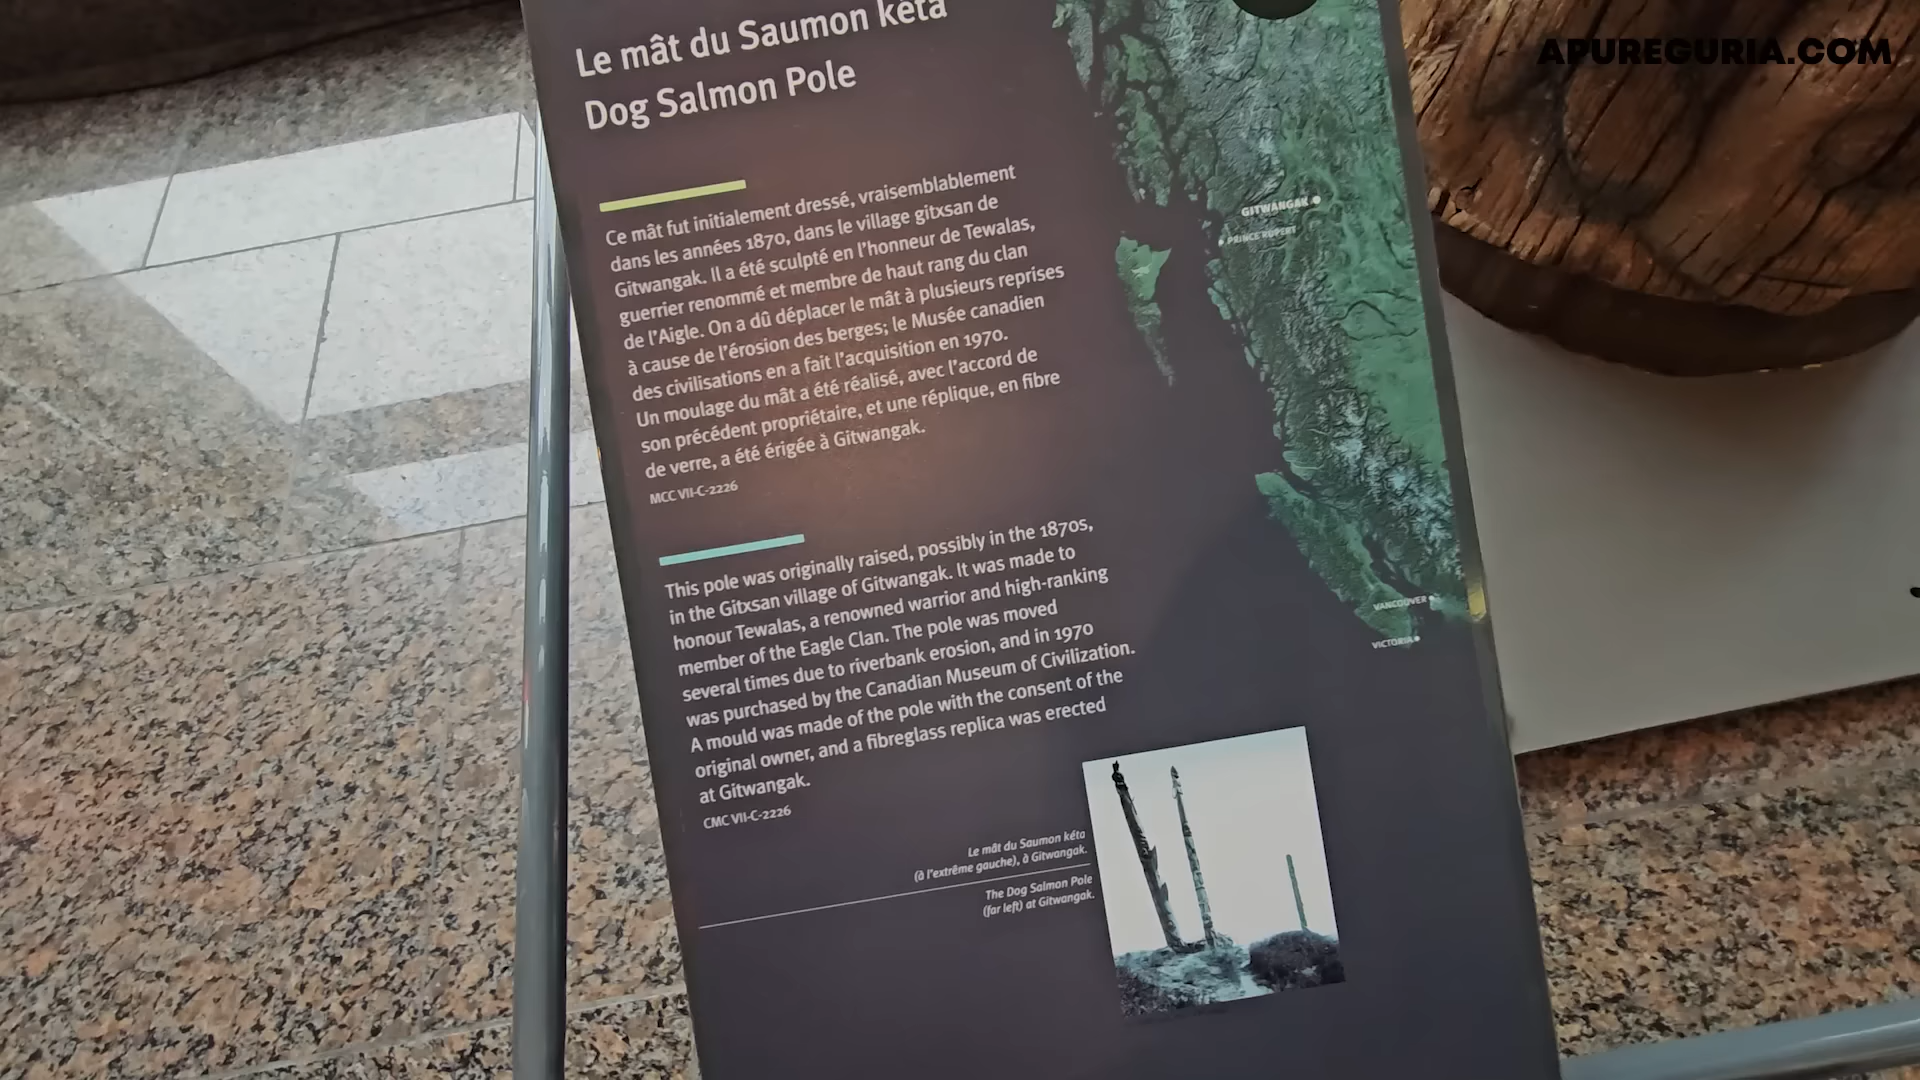 APUREGURIA.COM
Le mât du Saumon kéta
Dog Salmon Pole
Ce mât fut initialement dressé, vraisemblablement
dans les années 1870, dans le village gitxsan de
Gitwangak. Il a été sculpté en l'honneur de Tewalas,
guerrier renommé et membre de haut rang du clan
de l'Aigle. On a dû déplacer le mât à plusieurs reprises
à cause de l'érosion des berges; le Musée canadien
des civilisations en a fait l'acquisition en 1970.
Un moulage du mât a été réalisé, avec l'accord de
son précédent propriétaire, et une réplique, en fibre
de verre, a été érigée à Gitwangak.
MCC VII-C-2226
This pole was originally raised, possibly in the 1870s,
in the Gitxsan village of Gitwangak. It was made to
honour Tewalas, a renowned warrior and high-ranking
member of the Eagle Clan. The pole was moved
several times due to riverbank erosion, and in 1970
was purchased by the Canadian Museum of Civilization.
A mould was made of the pole with the consent of the
original owner, and a fibreglass replica was erected
at Gitwangak.
CMC VII-C-2226
Le mât du Saumon kéta
(à l'extrême gauche), à Gitwangak.
The Dog Salmon Pole
(far left) at Gitwangak.
GITWANGAK
PRINCE RUPERT
VANCOUVER
VICTORIA